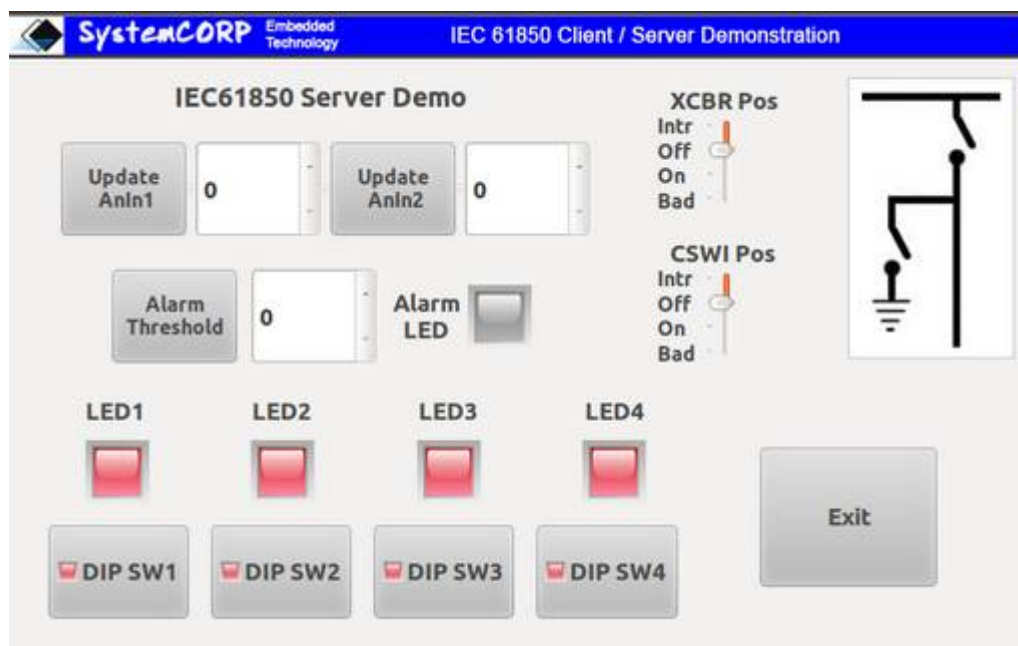 SystemCORP Embedded Technology
IEC 61850 Client / Server Demonstration
IEC61850 Server Demo
Update
AnIn1
0
Update
AnIn2
0
Alarm
Threshold
0
Alarm
LED
XCBR Pos
Intr
Off
On
Bad
CSWI Pos
Intr
Off
On
Bad
LED1
LED2
LED3
LED4
DIP SW1
DIP SW2
DIP SW3
DIP SW4
Exit